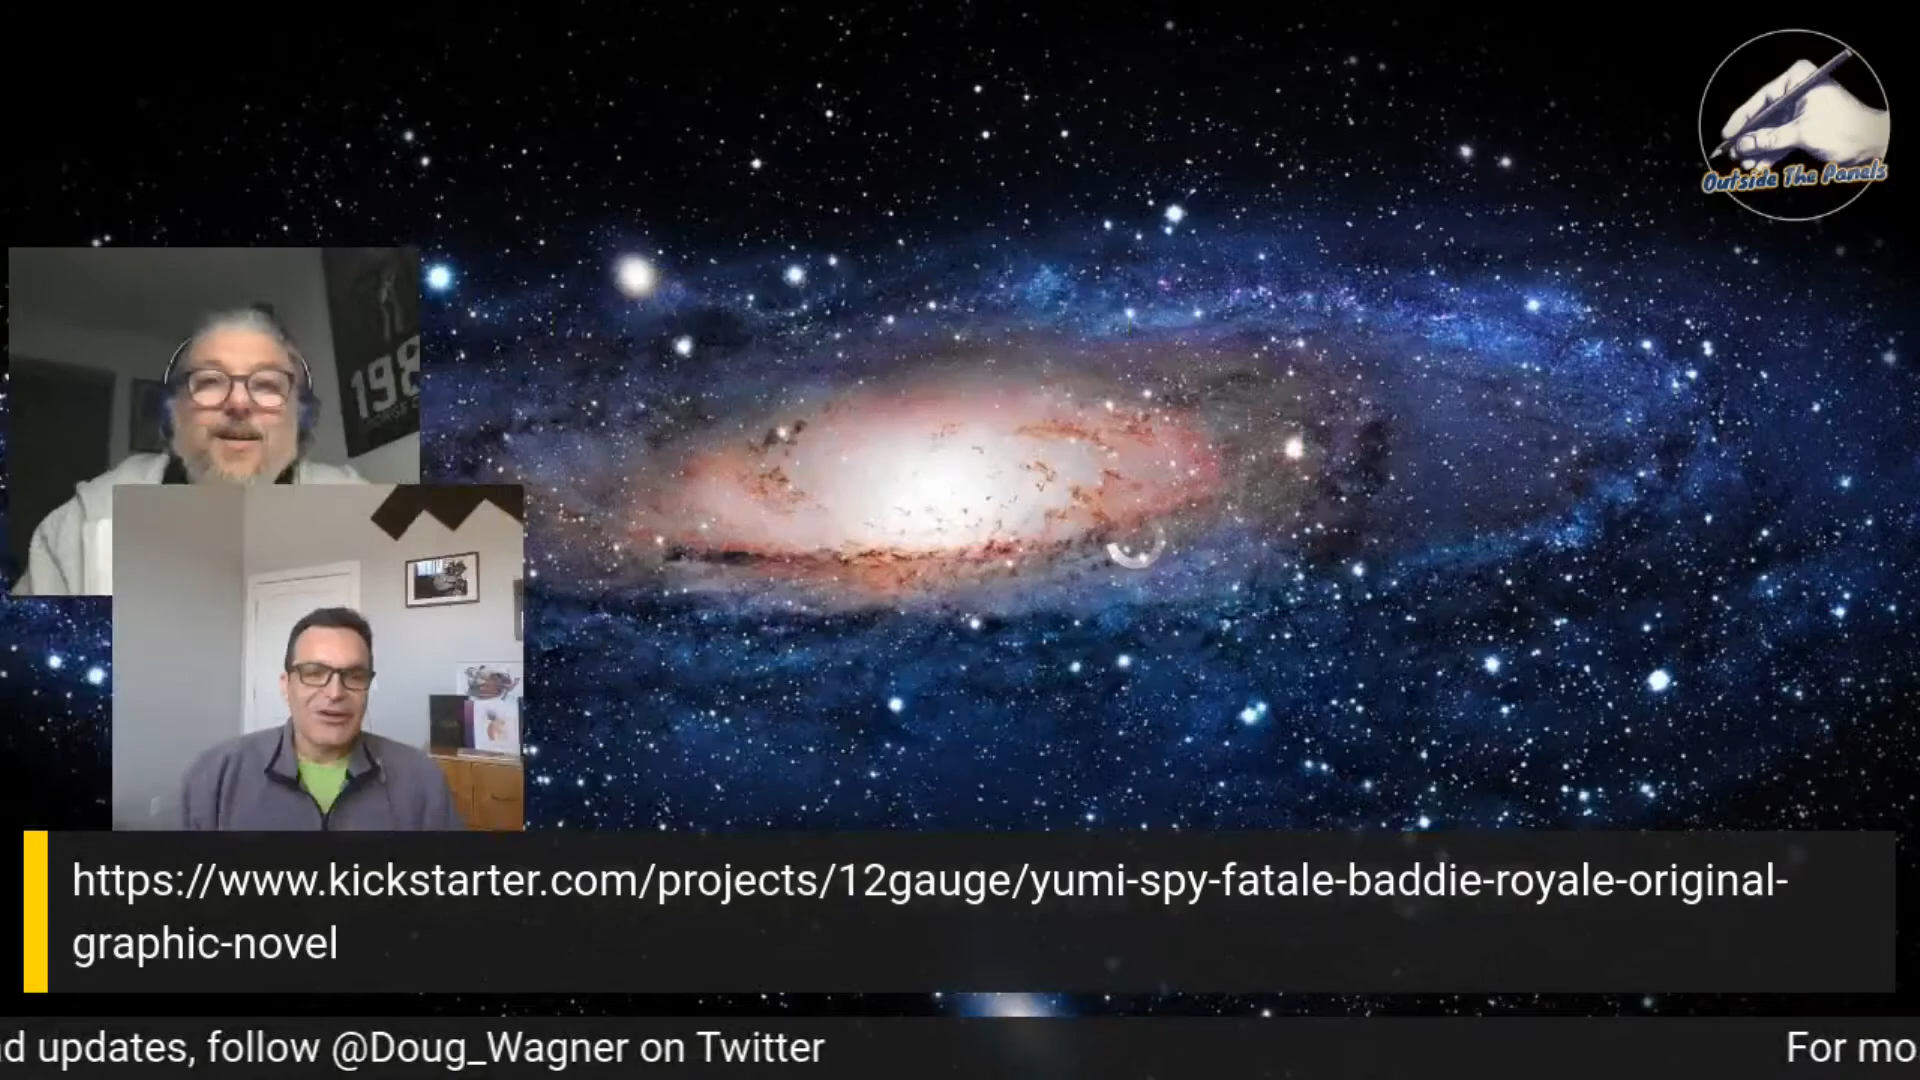 Outside The Panels
198
https://www.kickstarter.com/projects/12gauge/yumi-spy-fatale-baddie-royale-original-
graphic-novel
d updates, follow @Doug_Wagner on Twitter
For mo